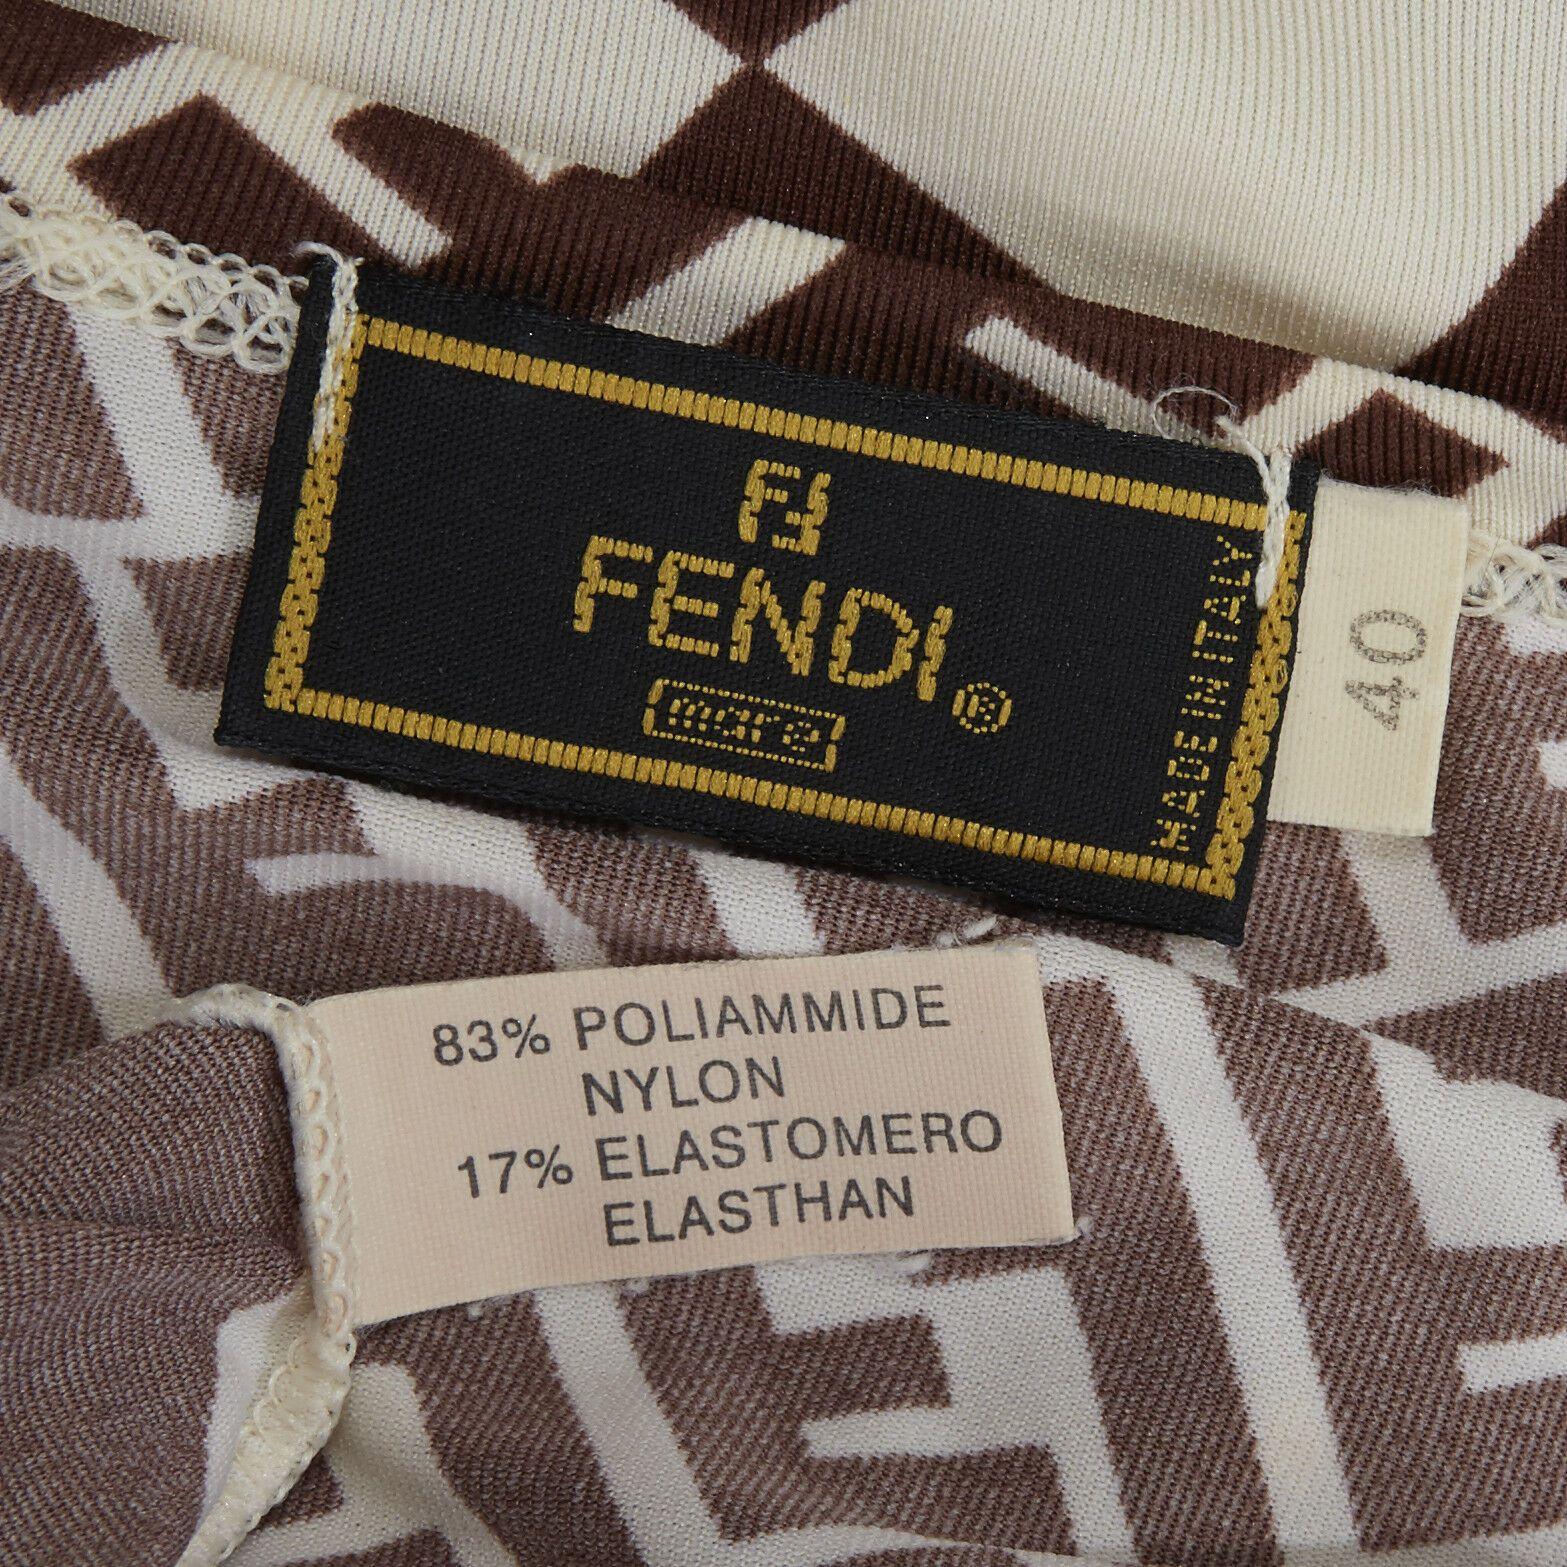 FF
FENDI®
mare
MADE IN ITALY
40
83% POLIAMMIDE
NYLON
17% ELASTOMERO
ELASTHAN